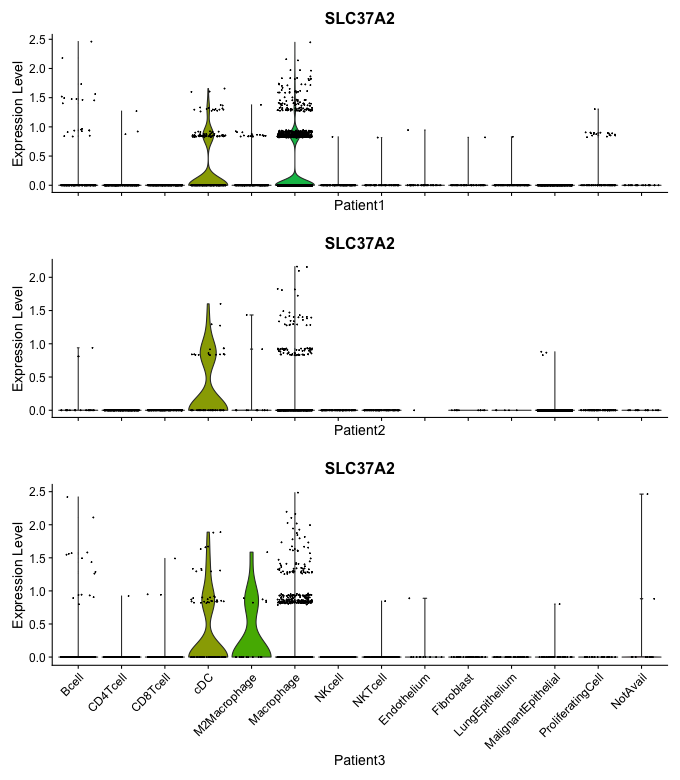 SLC37A2
Expression Level
2.5
2.0
1.5
1.0
0.5
0.0
Patient1
SLC37A2
Expression Level
2.0
1.5
1.0
0.5
0.0
Patient2
SLC37A2
Expression Level
2.5
2.0
1.5
1.0
0.5
0.0
Bcell
CD4Tcell
CD8Tcell
cDC
M2Macrophage
Macrophage
NKcell
NKTcell
Endothelium
Fibroblast
LungEpithelium
MalignantEpithelial
ProliferatingCell
NotAvail
Patient3